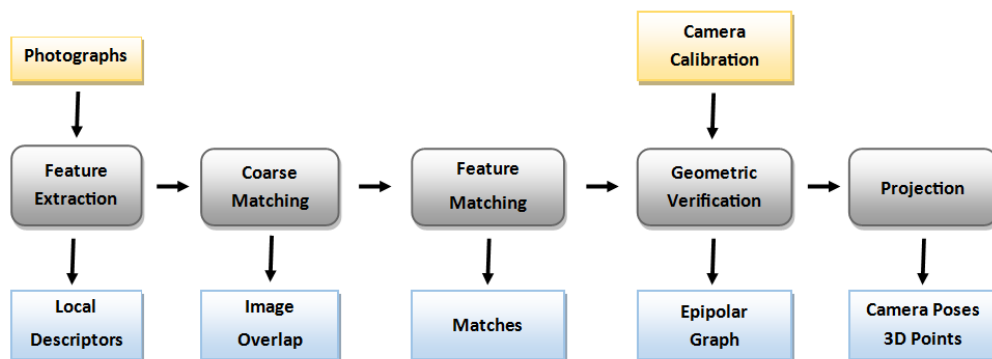 Photographs
Camera
Calibration
Feature
Extraction
Coarse
Matching
Feature
Matching
Geometric
Verification
Projection
Local
Descriptors
Image
Overlap
Matches
Epipolar
Graph
Camera Poses
3D Points